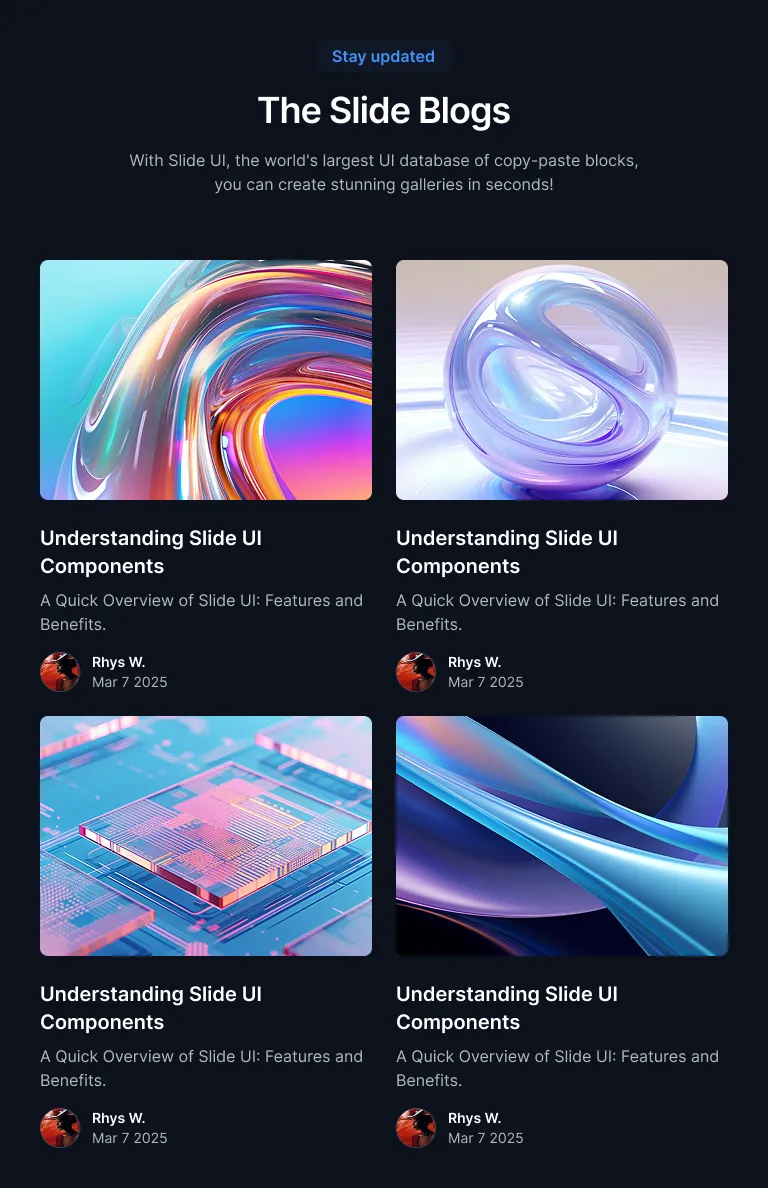 Stay updated
The Slide Blogs
With Slide UI, the world's largest UI database of copy-paste blocks,
you can create stunning galleries in seconds!
Understanding Slide UI
Components
A Quick Overview of Slide UI: Features and
Benefits.
Rhys W.
Mar 7 2025
Understanding Slide UI
Components
A Quick Overview of Slide UI: Features and
Benefits.
Rhys W.
Mar 7 2025
Understanding Slide UI
Components
A Quick Overview of Slide UI: Features and
Benefits.
Rhys W.
Mar 7 2025
Understanding Slide UI
Components
A Quick Overview of Slide UI: Features and
Benefits.
Rhys W.
Mar 7 2025